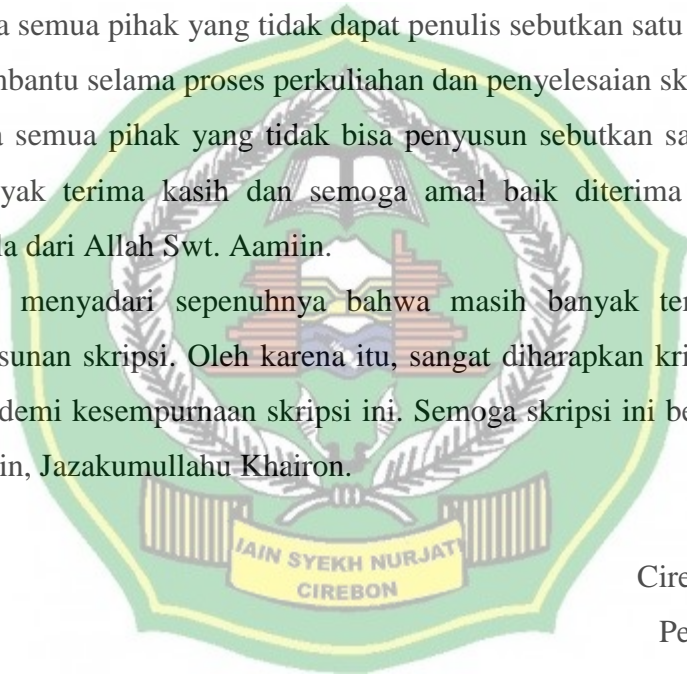 a semua pihak yang tidak dapat penulis sebutkan satu
nbantu selama proses perkuliahan dan penyelesaian sk
a semua pihak yang tidak bisa penyusun sebutkan sa
yak terima kasih dan semoga amal baik diterima
la dari Allah Swt. Aamiin.
menyadari sepenuhnya bahwa masih banyak ter
usunan skripsi. Oleh karena itu, sangat diharapkan kri
demi kesempurnaan skripsi ini. Semoga skripsi ini be
in, Jazakumullahu Khairon.
IAIN SYEKH NURJATI
CIREBON
Cire
Pe